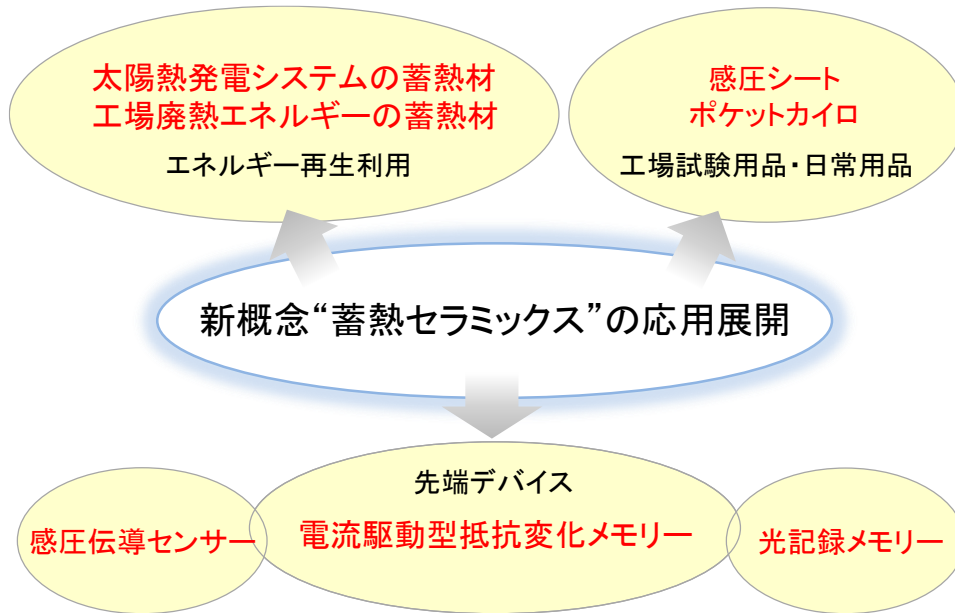 太陽熱発電システムの蓄熱材
工場廃熱エネルギーの蓄熱材
エネルギー再生利用
感圧シート
ポケットカイロ
工場試験用品・日常用品
新概念“蓄熱セラミックス”の応用展開
先端デバイス
感圧伝導センサー
電流駆動型抵抗変化メモリー
光記録メモリー